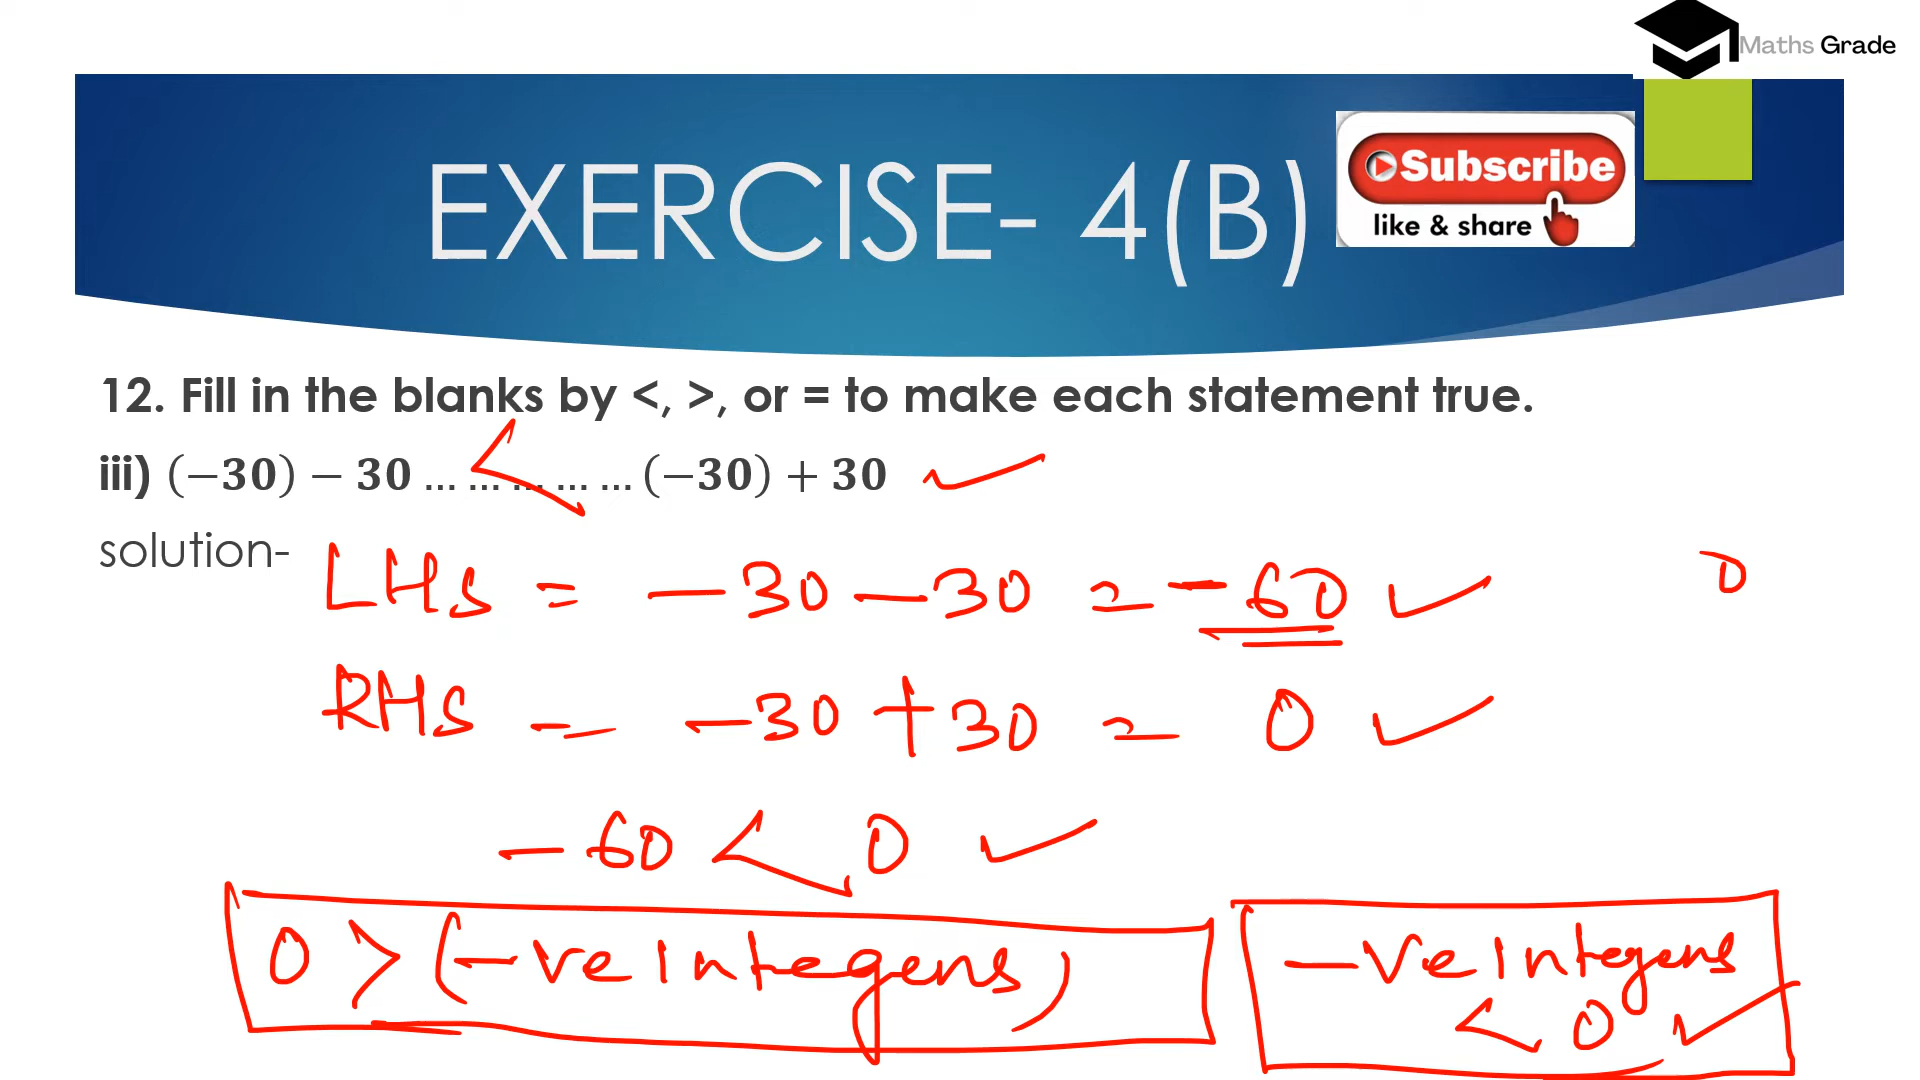 Maths Grade
EXERCISE- 4(B)
Subscribe
like & share
12. Fill in the blanks by <, >, or = to make each statement true.
iii) (−30) − 30 ... ... < ... ... ... (−30) + 30 ✓
solution-
LHS = −30 − 30 = −60 ✓
0
RHS = −30 + 30 = 0 ✓
−60 < 0 ✓
0 > (−ve integers)
−ve integers
< 0 ✓